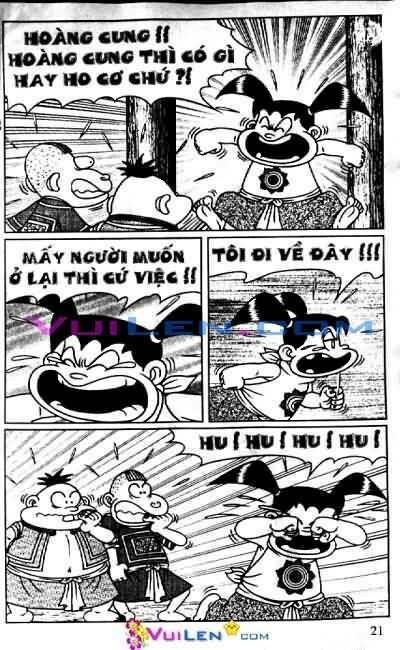 HOÀNG CUNG !!
HOÀNG CUNG THÌ CÓ GÌ
HAY HO CƠ CHỨ ?!
MẤY NGƯỜI MUỐN
Ở LẠI THÌ CỨ VIỆC !!
TÔI ĐI VỀ ĐÂY !!!
VuiLen.com
HU ! HU ! HU ! HU !
21
VuiLen.com